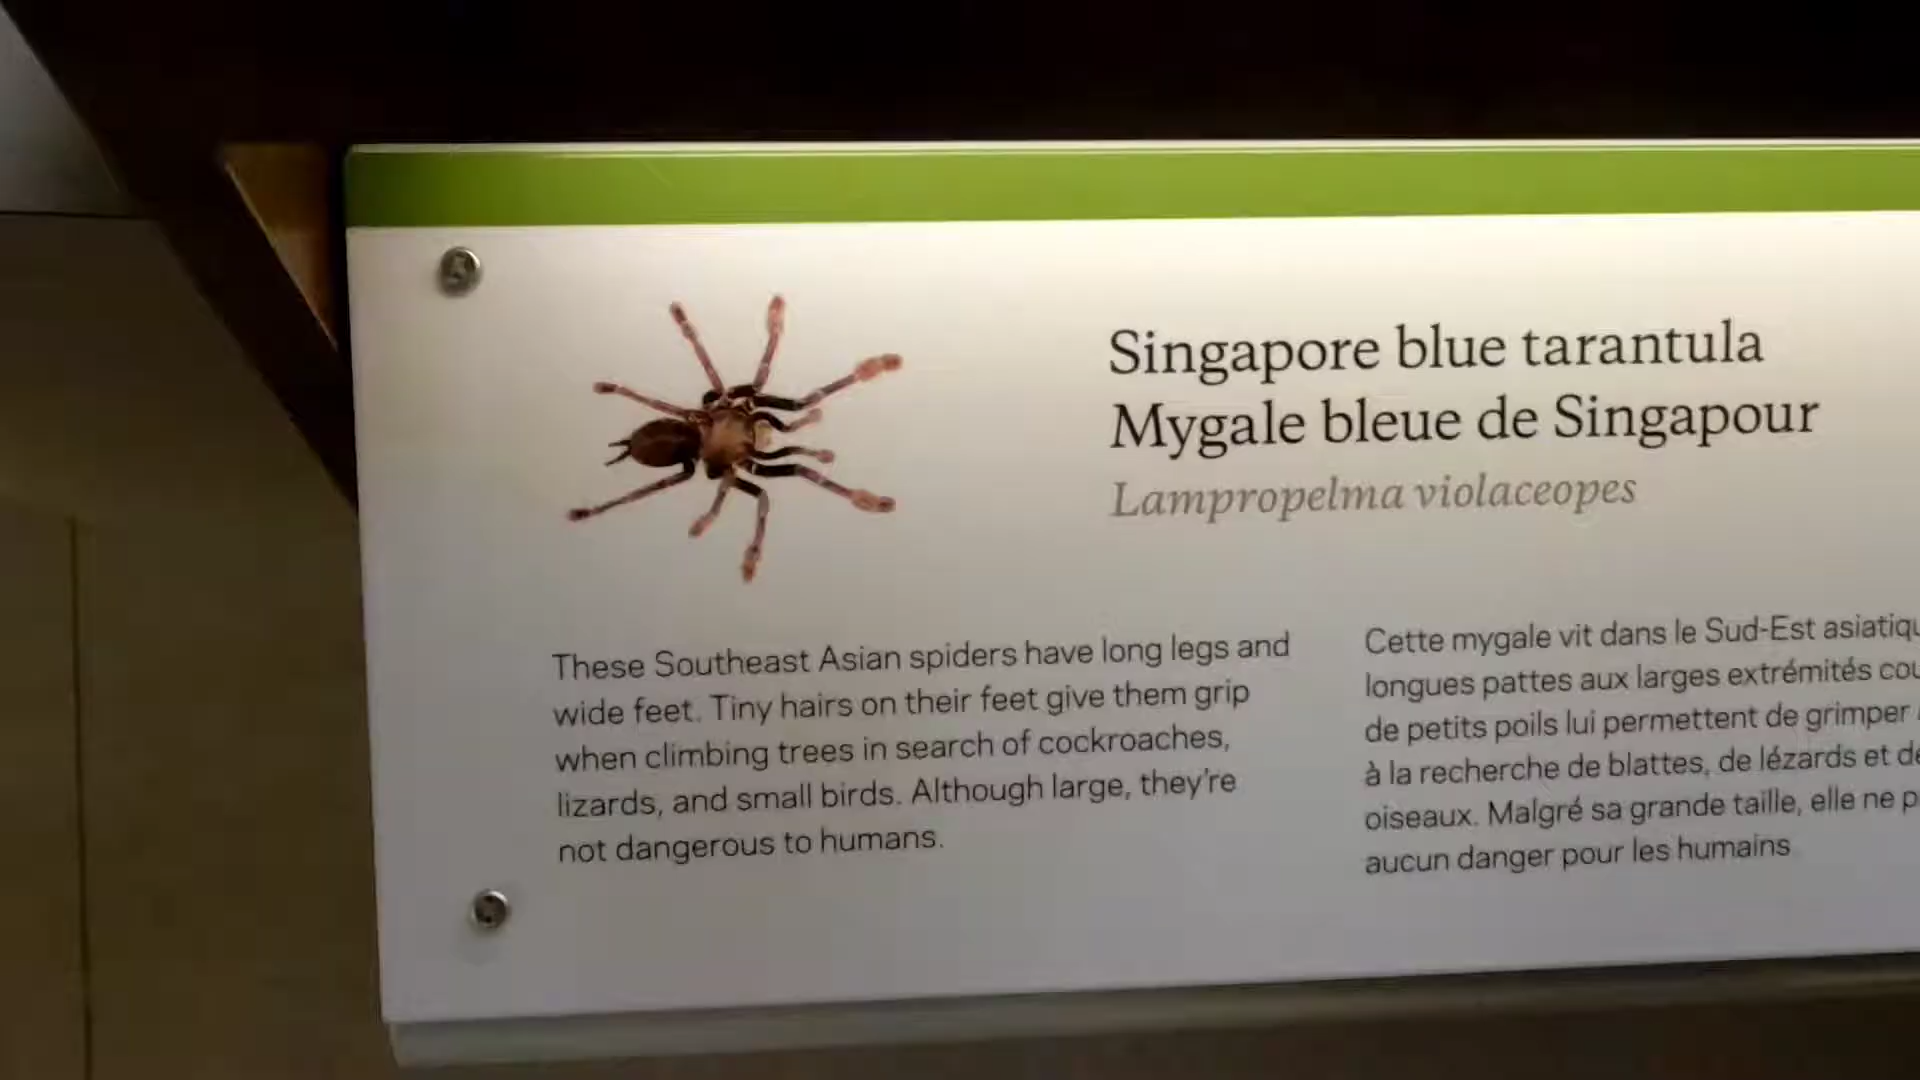 Singapore blue tarantula
Mygale bleue de Singapour
Lampropelma violaceopes
These Southeast Asian spiders have long legs and
wide feet. Tiny hairs on their feet give them grip
when climbing trees in search of cockroaches,
lizards, and small birds. Although large, they're
not dangerous to humans.
Cette mygale vit dans le Sud-Est
longues pattes aux larges extrémités
de petits poils lui permettent de grimper
à la recherche de blattes, de lézards et
oiseaux. Malgré sa grande taille, elle ne
aucun danger pour les humains